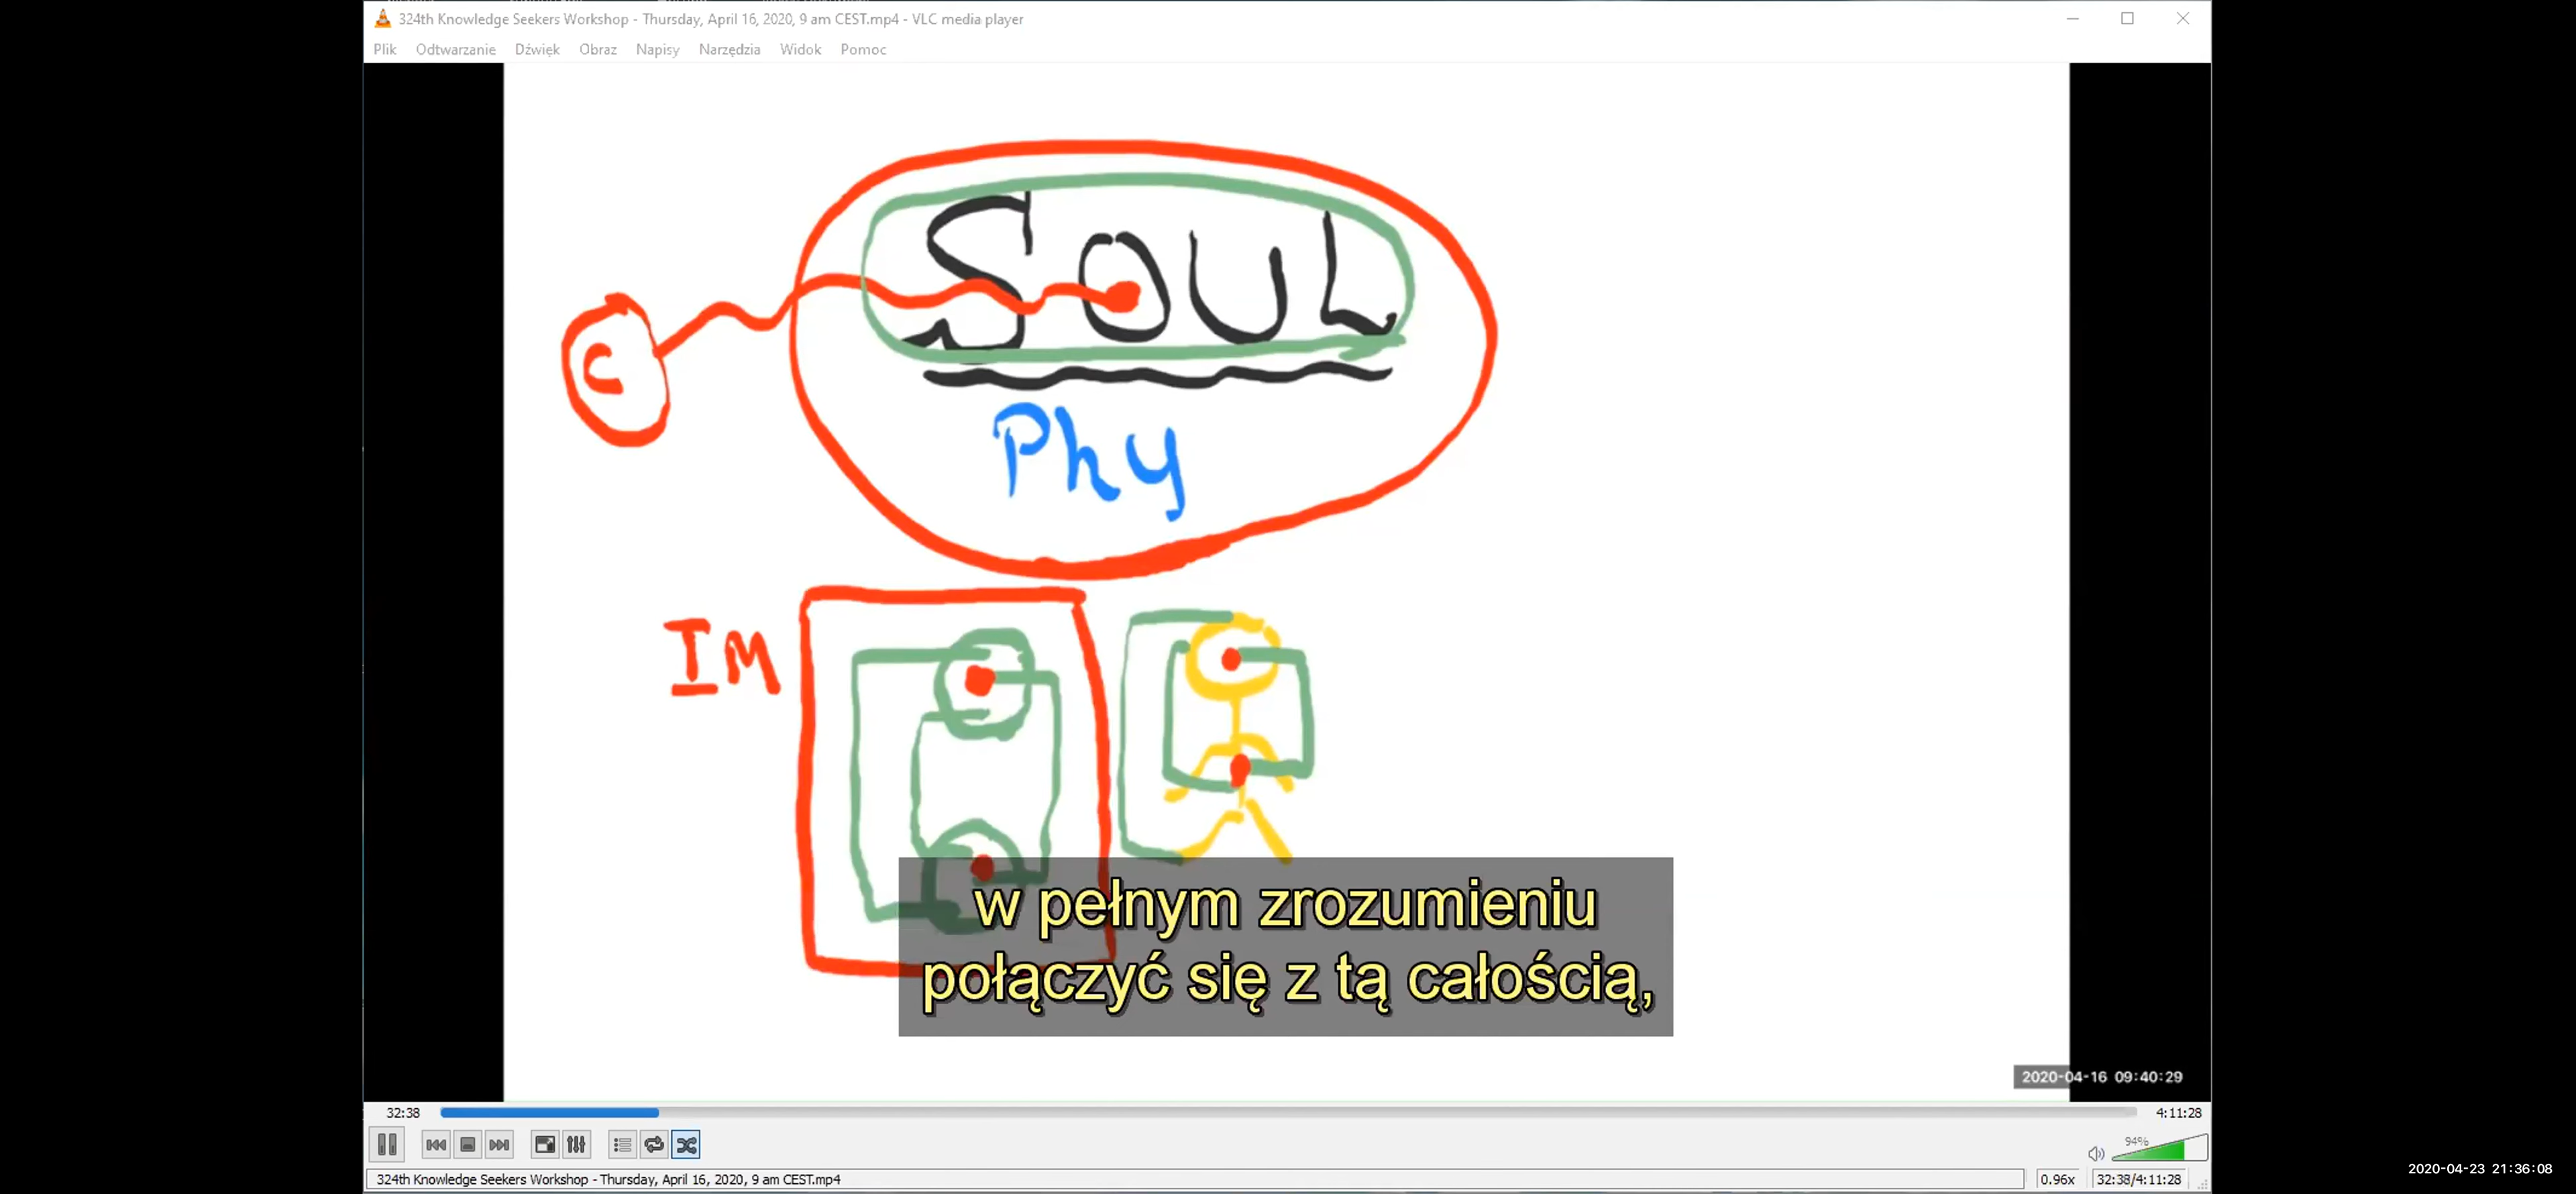 324th Knowledge Seekers Workshop - Thursday, April 16, 2020, 9 am CEST.mp4 - VLC media player
Plik Odtwarzanie Dźwięk Obraz Napisy Narzędzia Widok Pomoc
SOUL
C
Phy
IM
w pełnym zrozumieniu
połączyć się z tą całością,
2020-04-16 09:40:29
32:38
4:11:28
94%
324th Knowledge Seekers Workshop - Thursday, April 16, 2020, 9 am CEST.mp4
0.96x
32:38/4:11:28
2020-04-23 21:36:08